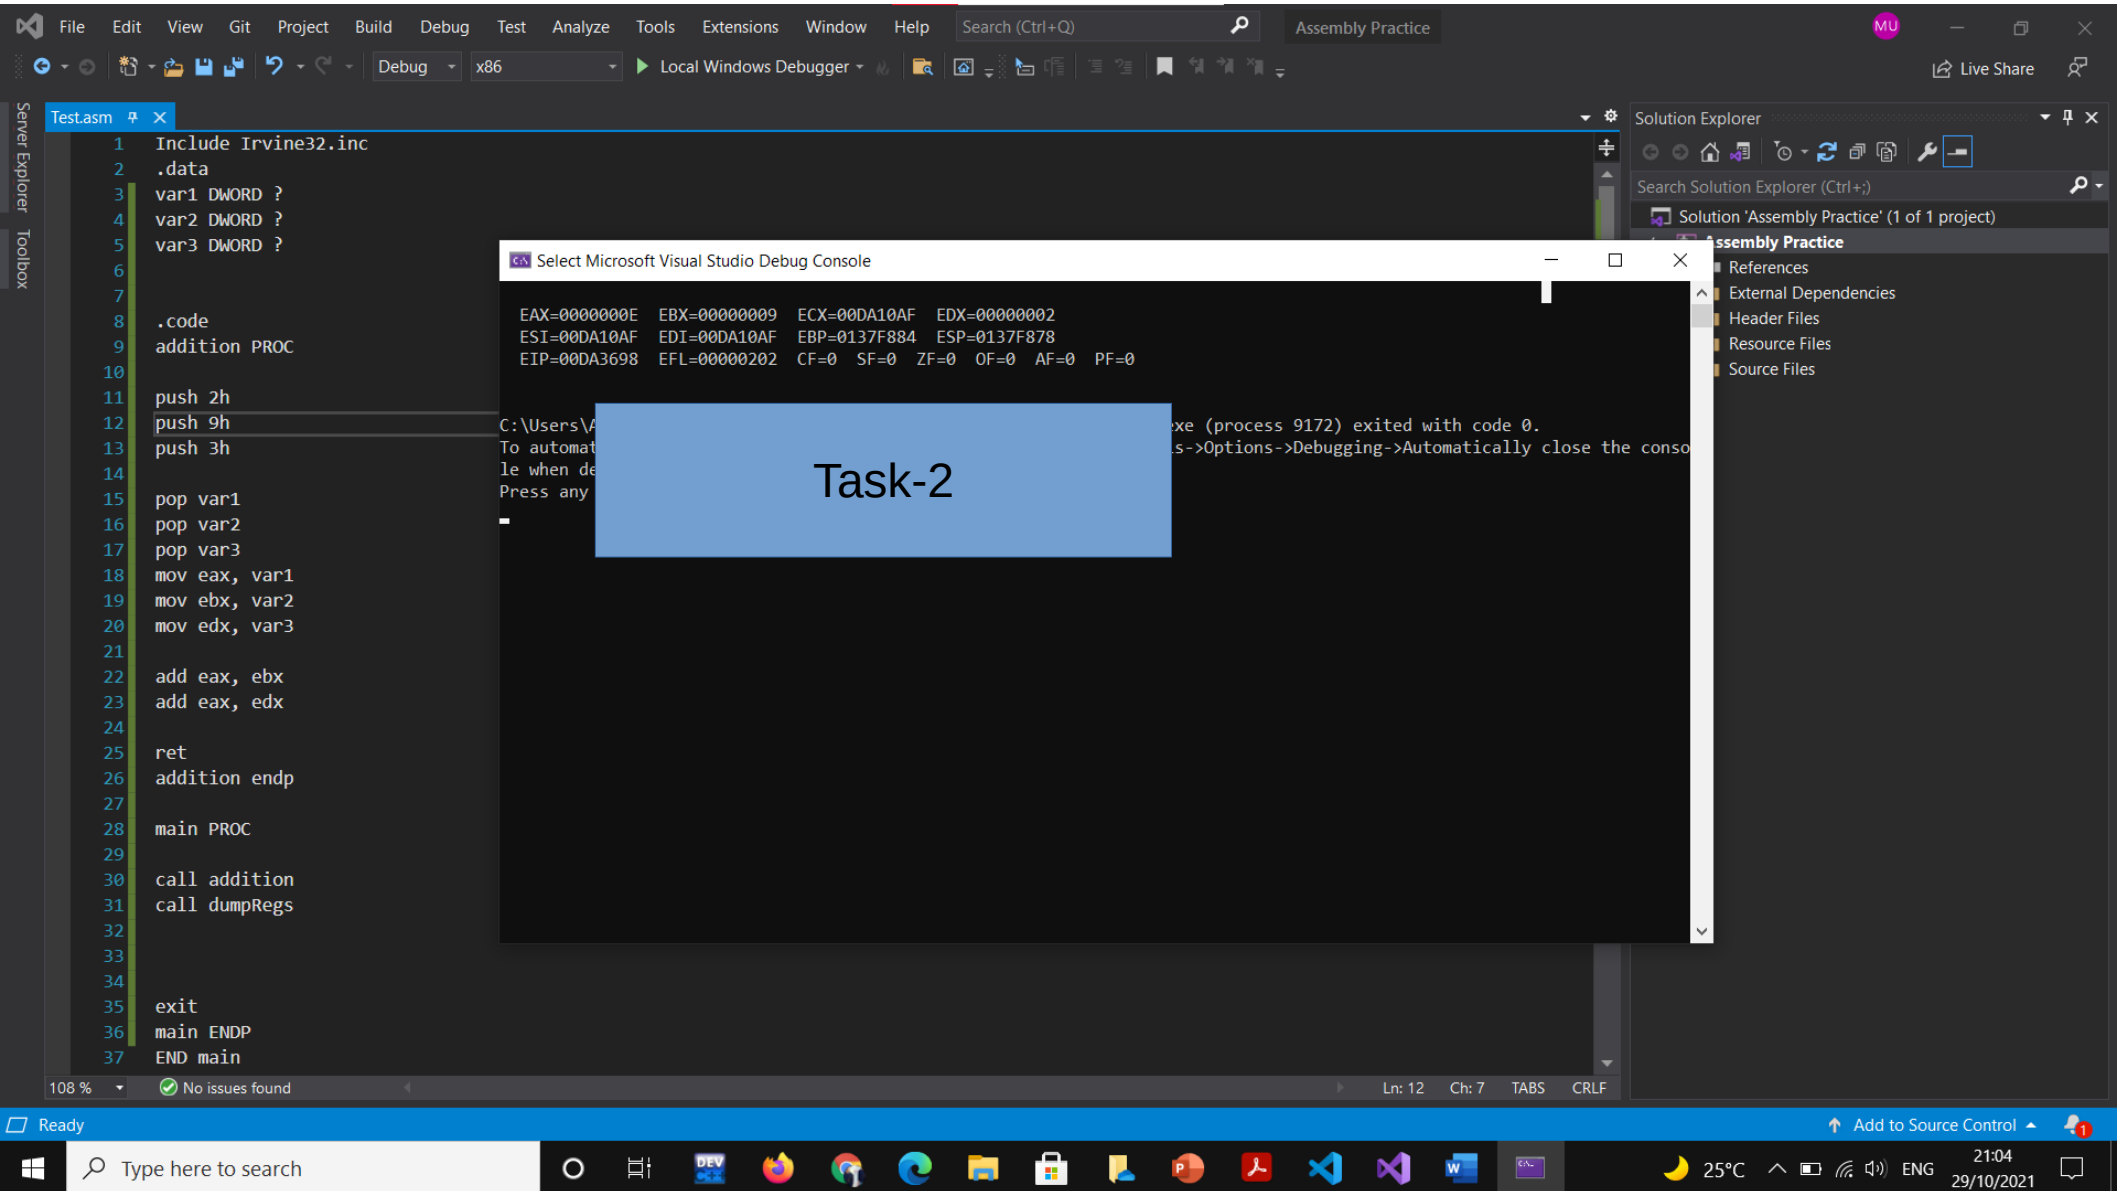 File Edit View Git Project Build Debug Test Analyze Tools Extensions Window Help Search (Ctrl+Q) Assembly Practice MU
Debug x86 Local Windows Debugger Live Share
Server Explorer
Toolbox
Test.asm
1 Include Irvine32.inc
2 .data
3 var1 DWORD ?
4 var2 DWORD ?
5 var3 DWORD ?
6
7
8 .code
9 addition PROC
10
11 push 2h
12 push 9h
13 push 3h
14
15 pop var1
16 pop var2
17 pop var3
18 mov eax, var1
19 mov ebx, var2
20 mov edx, var3
21
22 add eax, ebx
23 add eax, edx
24
25 ret
26 addition endp
27
28 main PROC
29
30 call addition
31 call dumpRegs
32
33
34
35 exit
36 main ENDP
37 END main
Select Microsoft Visual Studio Debug Console
EAX=0000000E EBX=00000009 ECX=00DA10AF EDX=00000002
ESI=00DA10AF EDI=00DA10AF EBP=0137F884 ESP=0137F878
EIP=00DA3698 EFL=00000202 CF=0 SF=0 ZF=0 OF=0 AF=0 PF=0
C:\Users\A xe (process 9172) exited with code 0.
To automat s->Options->Debugging->Automatically close the conso
le when de
Press any
Task-2
Solution Explorer
Search Solution Explorer (Ctrl+;)
Solution 'Assembly Practice' (1 of 1 project)
Assembly Practice
References
External Dependencies
Header Files
Resource Files
Source Files
108 % No issues found Ln: 12 Ch: 7 TABS CRLF
Ready Add to Source Control 1
Type here to search DEV C++ 25°C ENG 21:04
29/10/2021